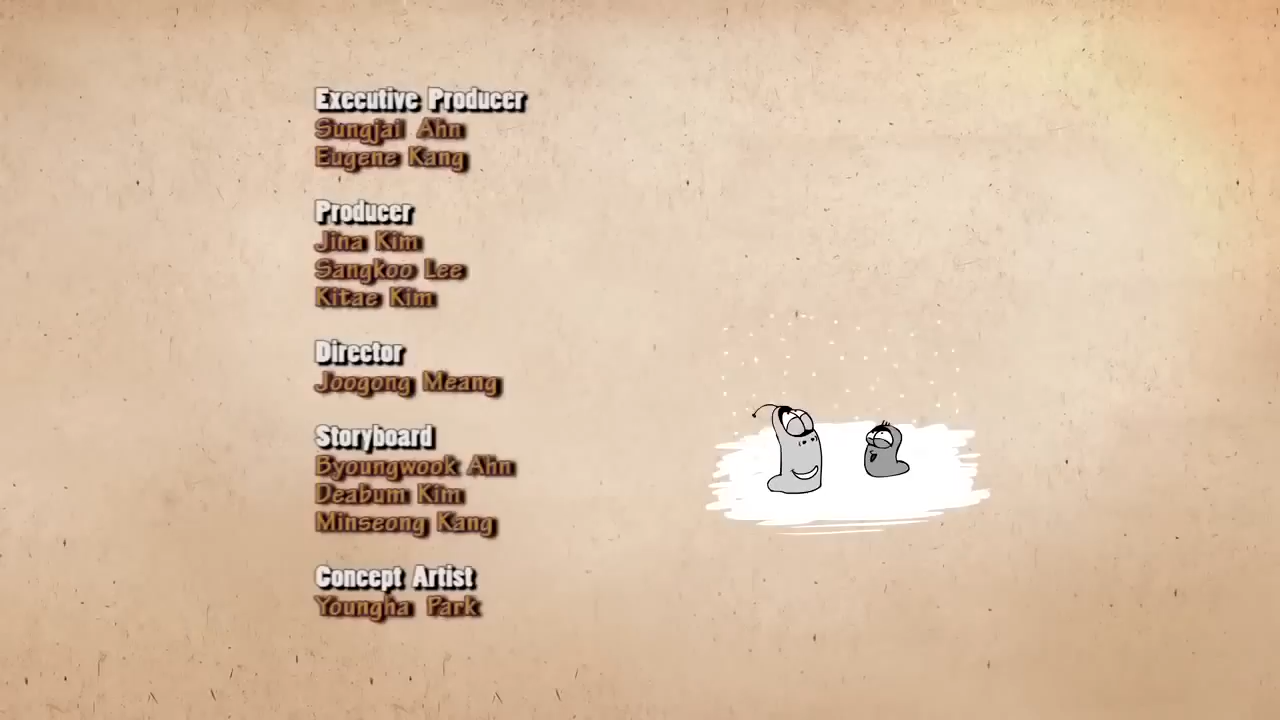 Executive Producer
Sungjai Ahn
Eugene Kang
Producer
Jina Kim
Sangkoo Lee
Kitae Kim
Director
Joogong Meang
Storyboard
Byoungwook Ahn
Deabum Kim
Minseong Kang
Concept Artist
Youngha Park